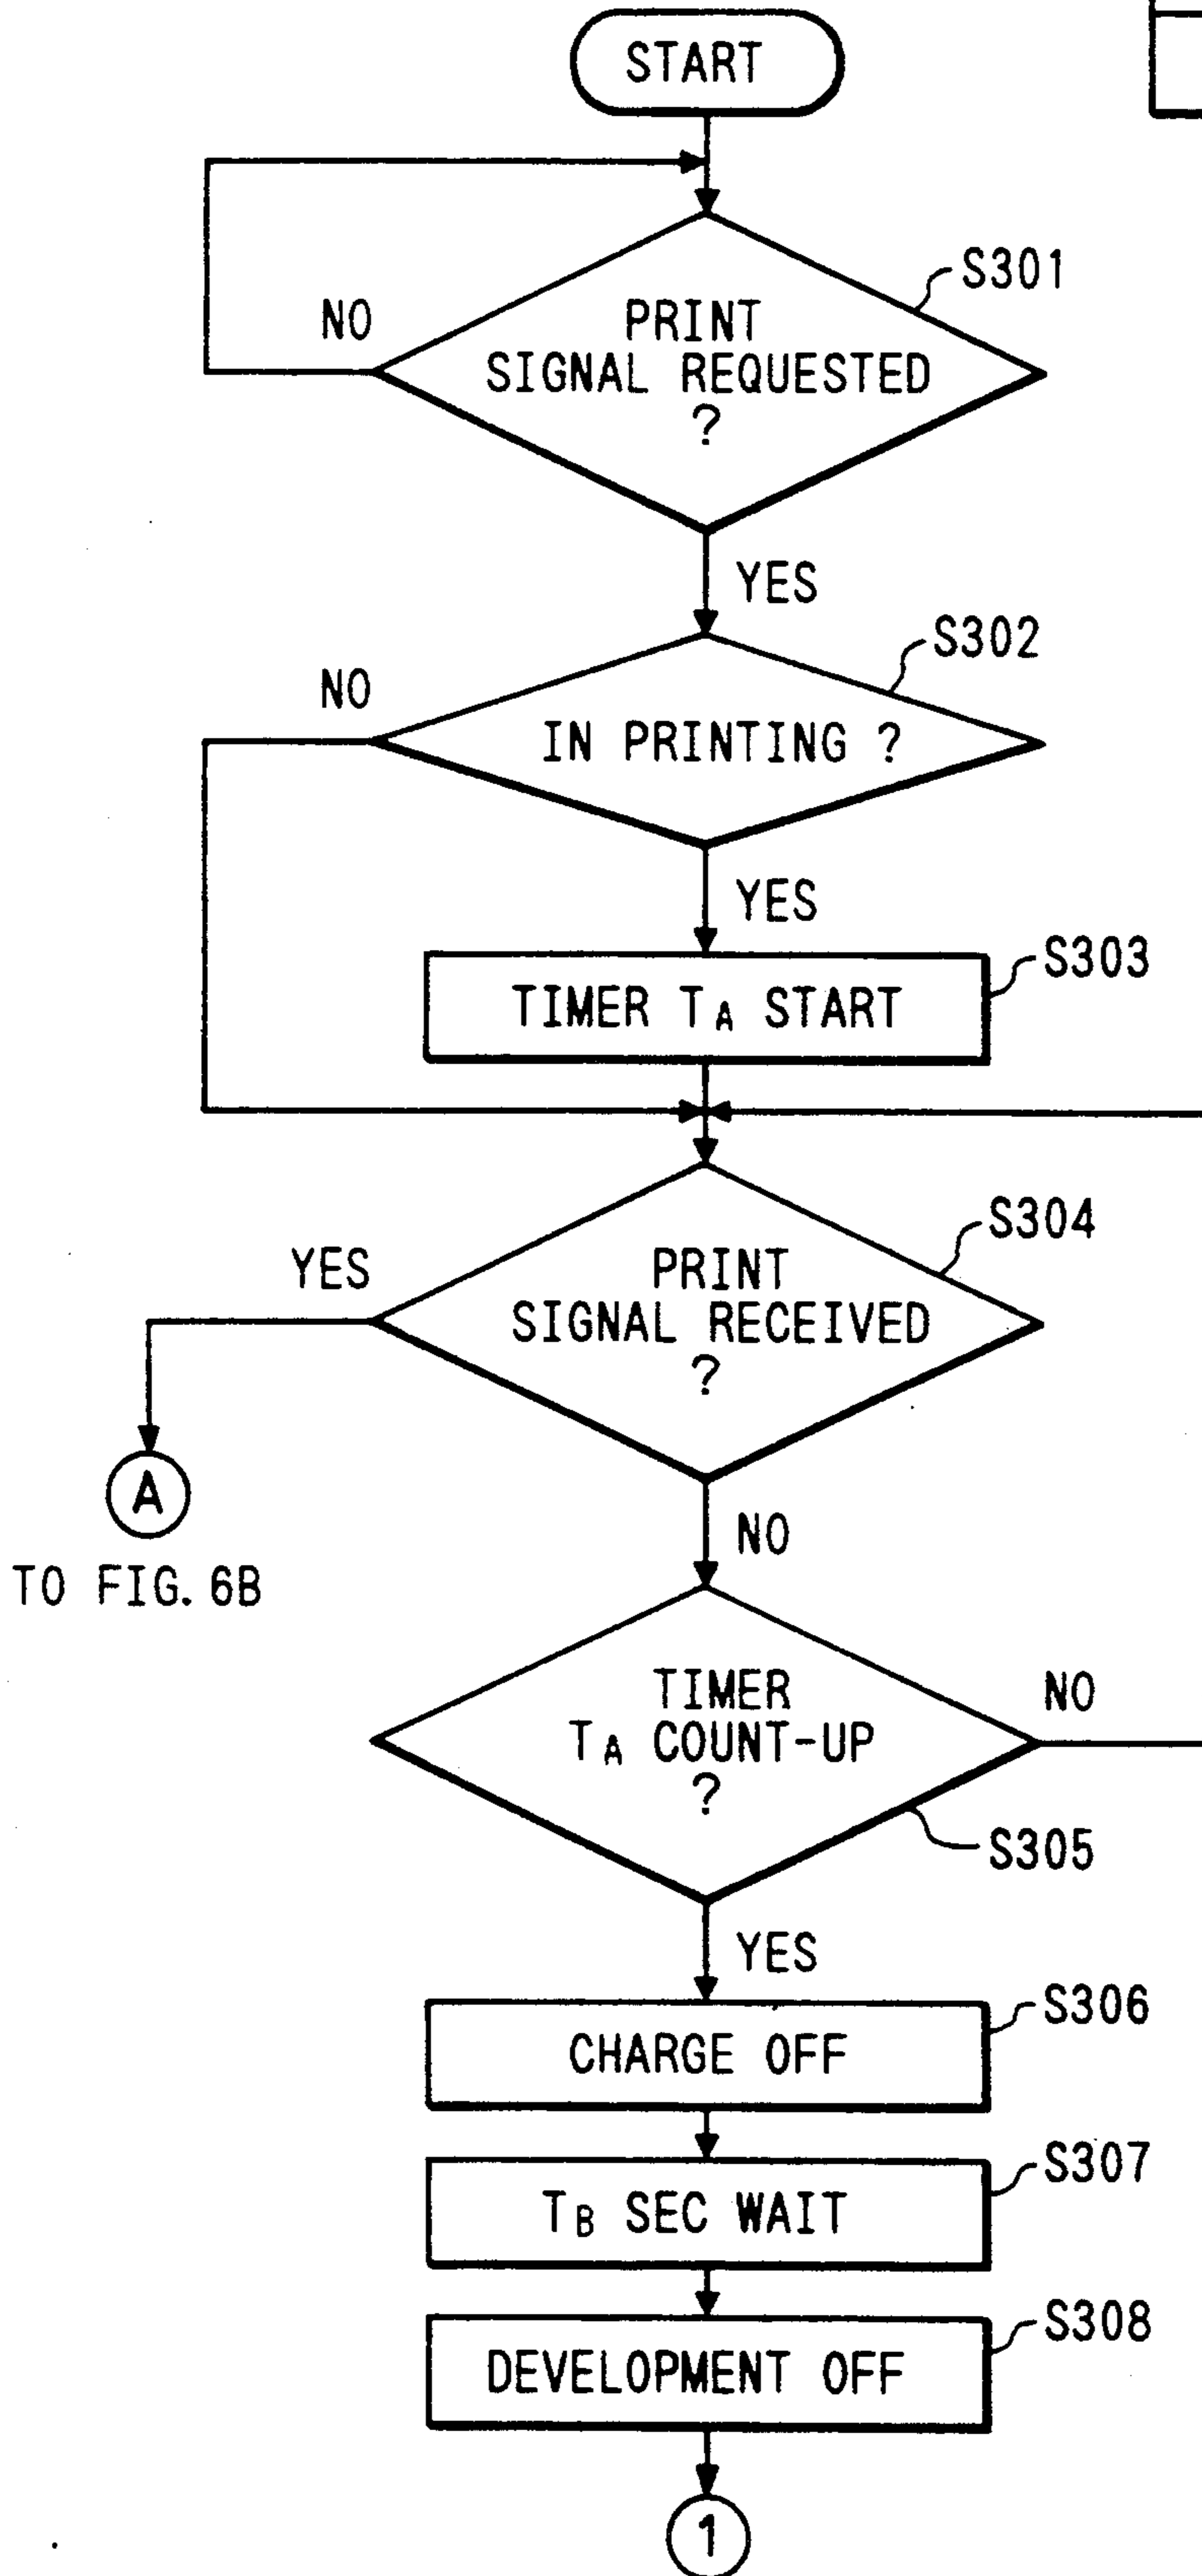 START
S301
NO
PRINT
SIGNAL REQUESTED
?
YES
S302
NO
IN PRINTING ?
YES
S303
TIMER TA START
S304
YES
PRINT
SIGNAL RECEIVED
?
A
NO
TO FIG. 6B
TIMER
TA COUNT-UP
?
NO
S305
YES
S306
CHARGE OFF
S307
TB SEC WAIT
S308
DEVELOPMENT OFF
1